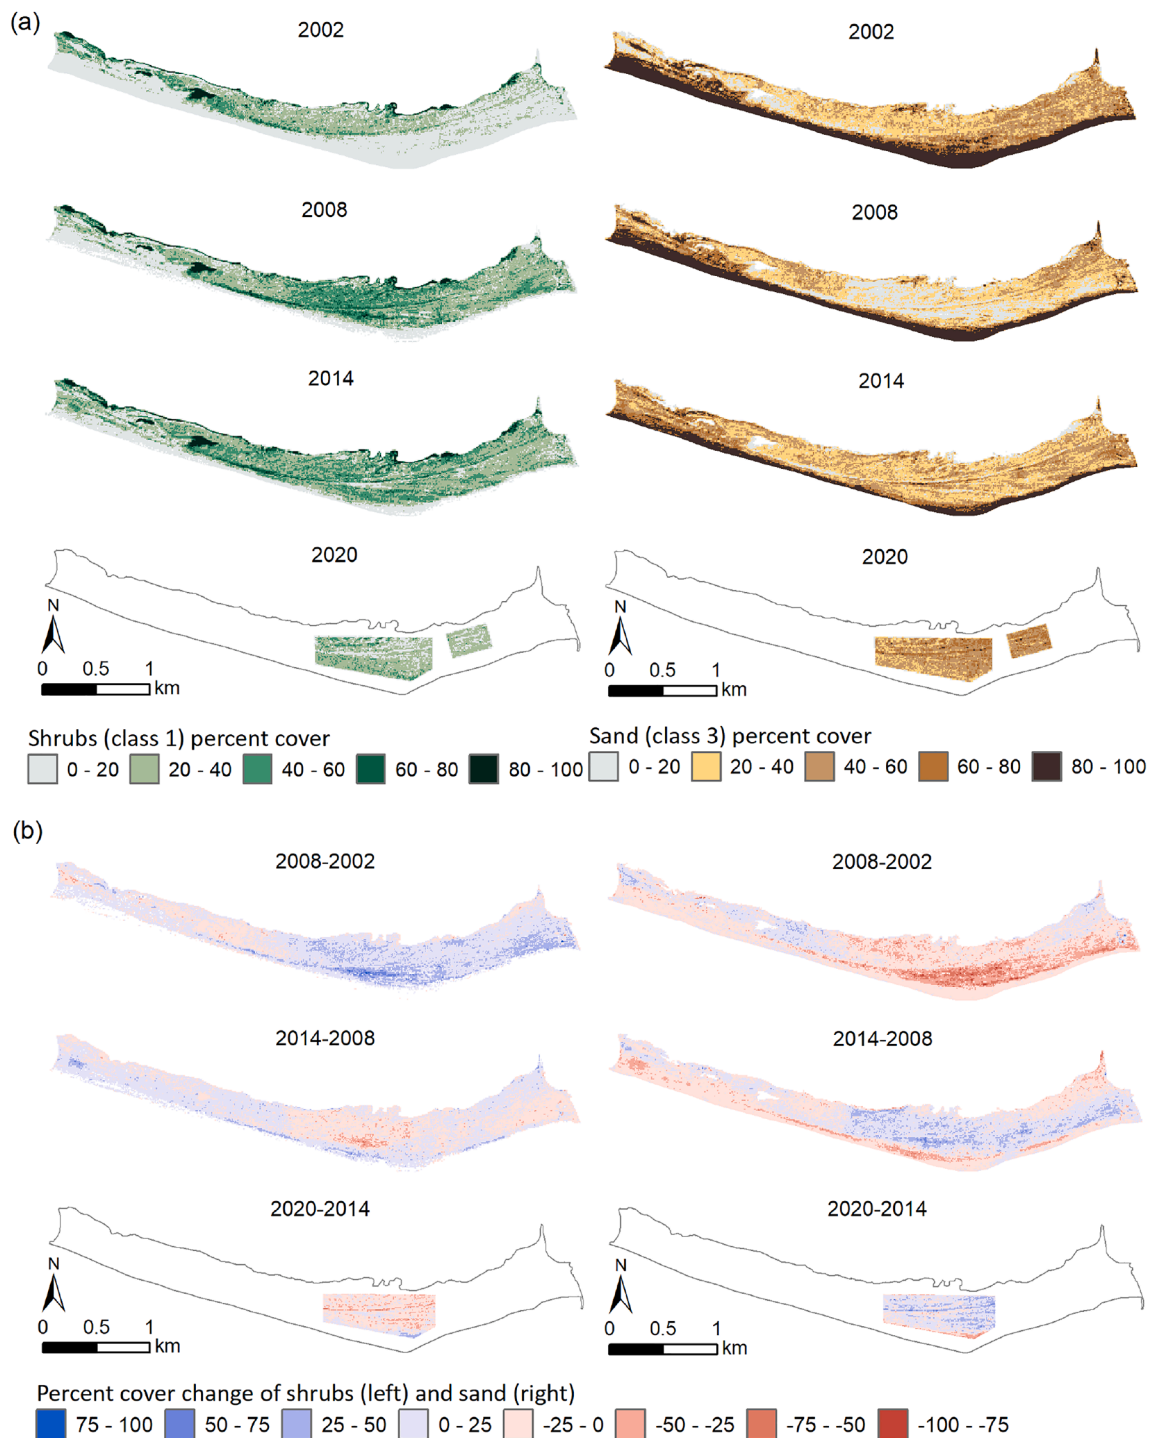 (a)
2002
2002
2008
2008
2014
2014
2020
2020
N
N
0 0.5 1
km
0 0.5 1
km
Shrubs (class 1) percent cover
0 - 20 20 - 40 40 - 60 60 - 80 80 - 100
Sand (class 3) percent cover
0 - 20 20 - 40 40 - 60 60 - 80 80 - 100
(b)
2008-2002
2008-2002
2014-2008
2014-2008
2020-2014
2020-2014
N
N
0 0.5 1
km
0 0.5 1
km
Percent cover change of shrubs (left) and sand (right)
75 - 100 50 - 75 25 - 50 0 - 25 -25 - 0 -50 - -25 -75 - -50 -100 - -75